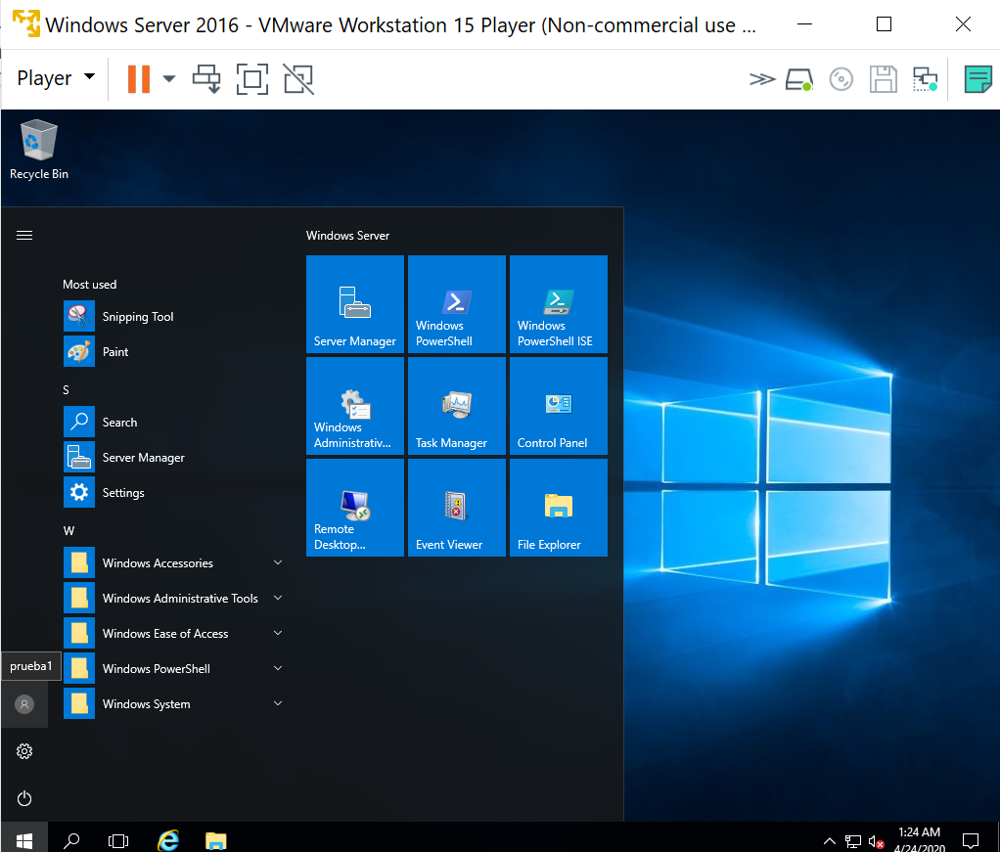 Windows Server 2016 - VMware Workstation 15 Player (Non-commercial use ...
Player
Recycle Bin
Windows Server
Most used
Snipping Tool
Paint
S
Search
Server Manager
Settings
W
Windows Accessories
Windows Administrative Tools
Windows Ease of Access
Windows PowerShell
Windows System
Server Manager
Windows
PowerShell
Windows
PowerShell ISE
Windows
Administrativ...
Task Manager
Control Panel
Remote
Desktop...
Event Viewer
File Explorer
prueba1
1:24 AM
4/24/2020